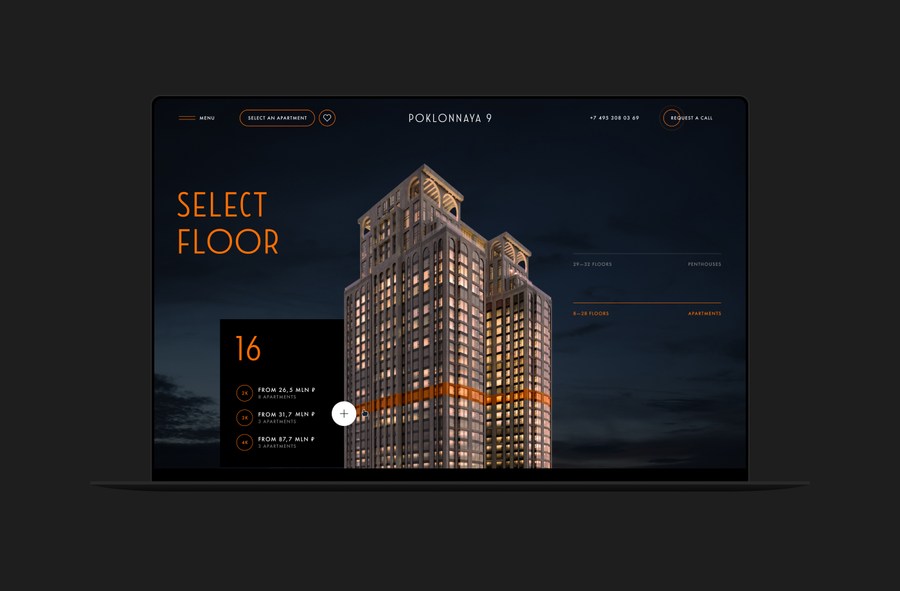 MENU
SELECT AN APARTMENT
POKLONNAYA 9
+7 495 308 03 69
REQUEST A CALL
SELECT
FLOOR
29—32 FLOORS
PENTHOUSES
8—28 FLOORS
APARTMENTS
16
2K
FROM 26,5 MLN ₽
8 APARTMENTS
3K
FROM 31,7 MLN ₽
3 APARTMENTS
4K
FROM 87,7 MLN ₽